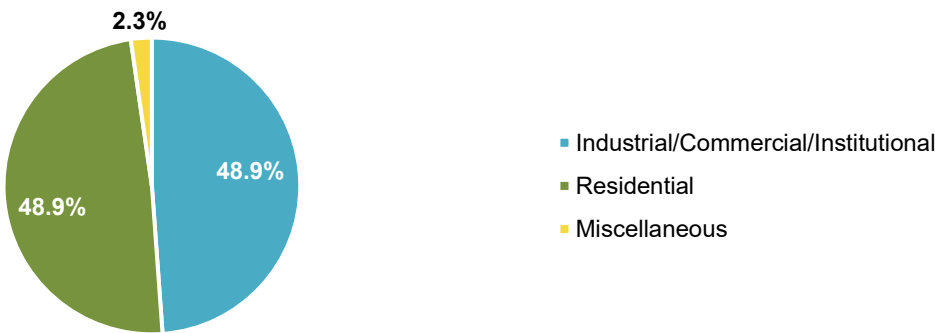 2.3%
48.9%
48.9%
Industrial/Commercial/Institutional
Residential
Miscellaneous